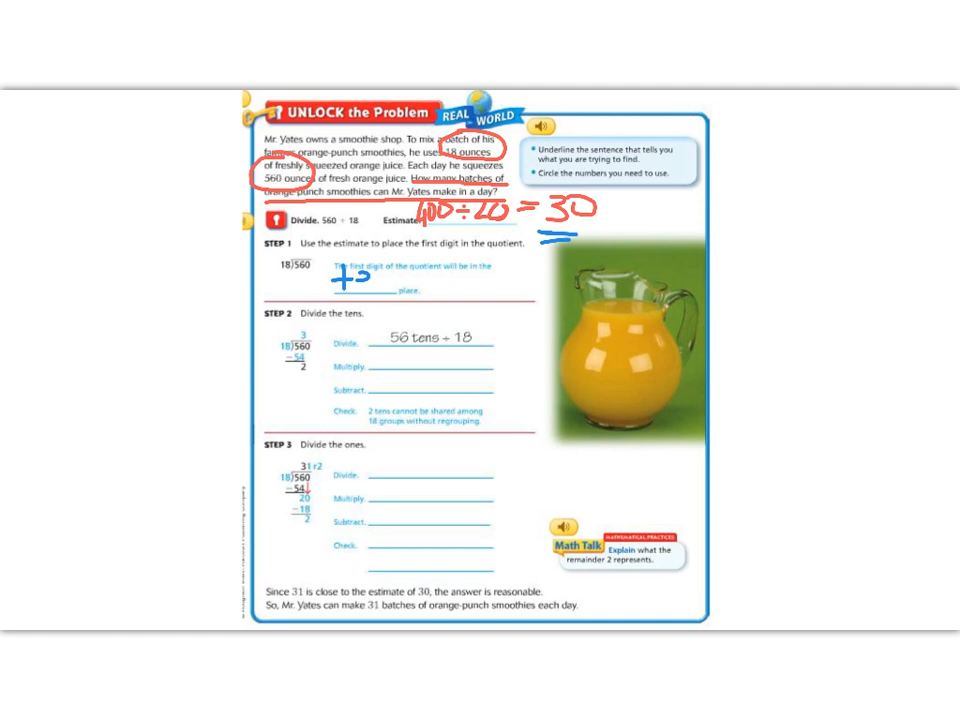 UNLOCK the Problem REAL WORLD
Mr. Yates owns a smoothie shop. To mix a batch of his
famous orange-punch smoothies, he uses 18 ounces
of freshly squeezed orange juice. Each day he squeezes
560 ounces of fresh orange juice. How many batches of
orange-punch smoothies can Mr. Yates make in a day?
• Underline the sentence that tells you
what you are trying to find.
• Circle the numbers you need to use.
Divide. 560 ÷ 18 Estimate.
÷ 20 = 30
STEP 1 Use the estimate to place the first digit in the quotient.
18)560
The first digit of the quotient will be in the
place.
STEP 2 Divide the tens.
3
18)560
−54
2
Divide. 56 tens ÷ 18
Multiply.
Subtract.
Check. 2 tens cannot be shared among
18 groups without regrouping.
STEP 3 Divide the ones.
31 r2
18)560
−54
20
−18
2
Divide.
Multiply.
Subtract.
Check.
Math Talk MATHEMATICAL PRACTICES
Explain what the
remainder 2 represents.
Since 31 is close to the estimate of 30, the answer is reasonable.
So, Mr. Yates can make 31 batches of orange-punch smoothies each day.